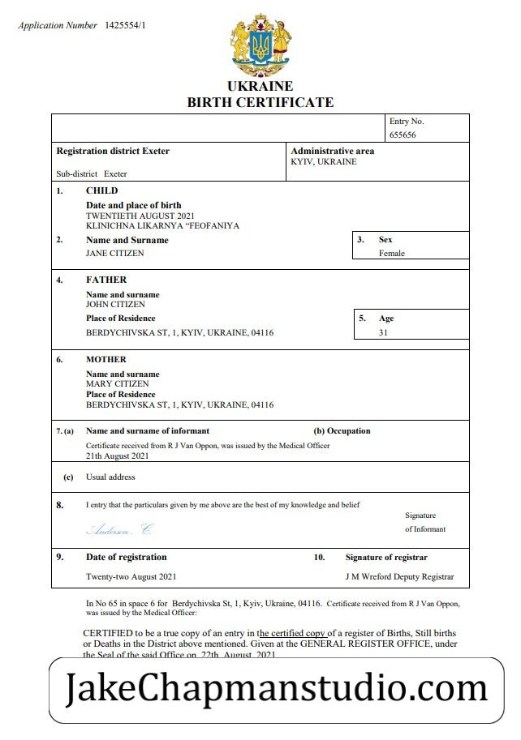 Application Number 1425554/1
UKRAINE
BIRTH CERTIFICATE
Entry No.
655656
Registration district Exeter
Administrative area
KYIV, UKRAINE
Sub-district Exeter
1. CHILD
Date and place of birth
TWENTIETH AUGUST 2021
KLINICHNA LIKARNYA “FEOFANIYA
2. Name and Surname
3. Sex
JANE CITIZEN
Female
4. FATHER
Name and surname
JOHN CITIZEN
Place of Residence
5. Age
BERDYCHIVSKA ST, 1, KYIV, UKRAINE, 04116
31
6. MOTHER
Name and surname
MARY CITIZEN
Place of Residence
BERDYCHIVSKA ST, 1, KYIV, UKRAINE, 04116
7. (a) Name and surname of informant
(b) Occupation
Certificate received from R J Van Oppon, was issued by the Medical Officer
21th August 2021
(c) Usual address
8. I entry that the particulars given by me above are the best of my knowledge and belief
Signature
of Informant
Anderson. C
9. Date of registration
10. Signature of registrar
Twenty-two August 2021
J M Wreford Deputy Registrar
In No 65 in space 6 for Berdychivska St, 1, Kyiv, Ukraine, 04116. Certificate received from R J Van Oppon,
was issued by the Medical Officer:
CERTIFIED to be a true copy of an entry in the certified copy of a register of Births, Still births
or Deaths in the District above mentioned. Given at the GENERAL REGISTER OFFICE, under
the Seal of the said Office on 22th August 2021
JakeChapmanstudio.com